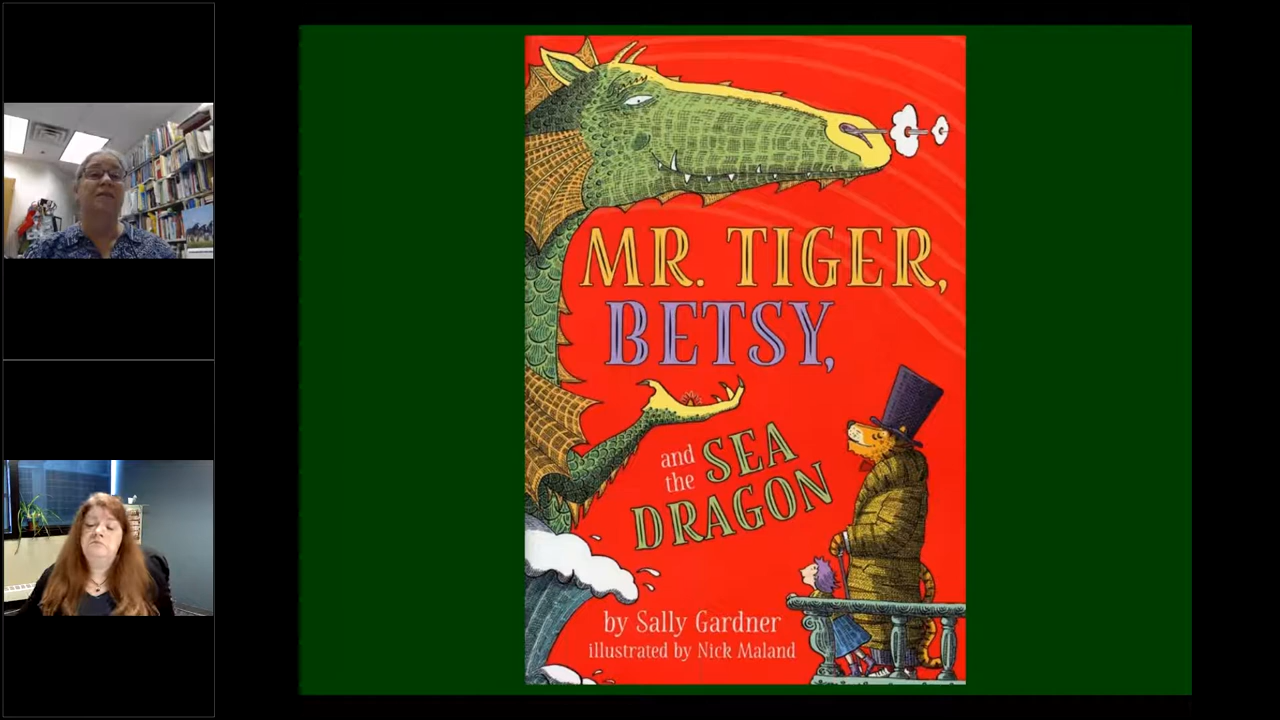 MR. TIGER,
BETSY,
and the SEA
DRAGON
by Sally Gardner
illustrated by Nick Maland